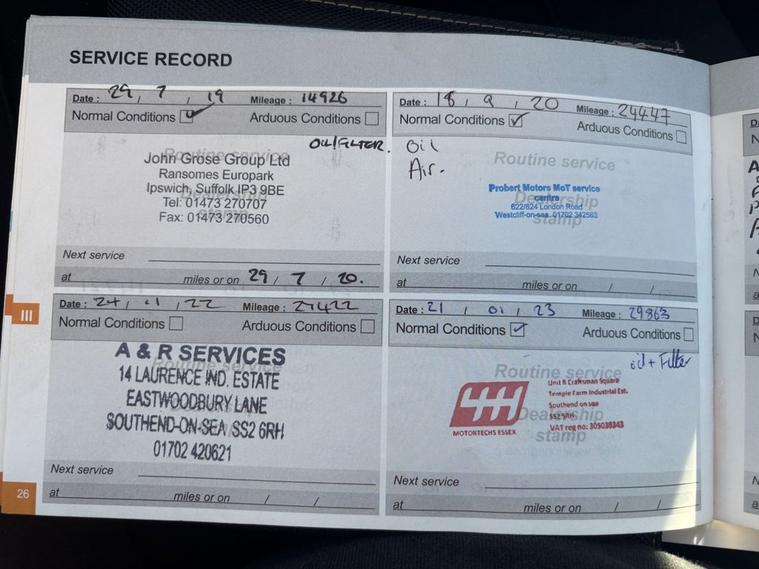 SERVICE RECORD
Date : 29 / 7 / 19 Mileage : 14926
Normal Conditions Arduous Conditions
OIL/FILTER.
Routine service
John Grose Group Ltd
Ransomes Europark
Ipswich, Suffolk IP3 9BE
Tel: 01473 270707
Fax: 01473 270560
Next service
at miles or on 29 / 7 / 20.
Date : 18 / 9 / 20 Mileage : 24447
Normal Conditions Arduous Conditions
Oil
Air.
Routine service
Dealership
stamp
Probert Motors MoT service
centre
622/624 London Road
Westcliff-on-sea 01702 342563
Next service
at miles or on / /
III
Date : 24 / 01 / 22 Mileage : 27422
Normal Conditions Arduous Conditions
Routine service
A & R SERVICES
14 LAURENCE IND. ESTATE
EASTWOODBURY LANE
SOUTHEND-ON-SEA SS2 6RH
01702 420621
Next service
at miles or on / /
Date : 21 / 01 / 23 Mileage : 29863
Normal Conditions Arduous Conditions
oil + Filter
Routine service
Dealership
stamp
MOTORTECHS ESSEX
Unit 8 Craftsman Square
Temple Farm Industrial Est.
Southend on sea
VAT reg no: 305038343
Next service
at miles or on / /
26